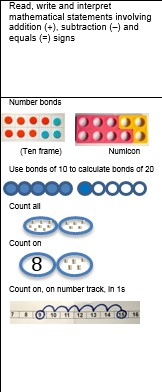 Read, write and interpret
mathematical statements involving
addition (+), subtraction (–) and
equals (=) signs
Number bonds
(Ten frame) Numicon
Use bonds of 10 to calculate bonds of 20
Count all
Count on
8
Count on, on number track, in 1s
7 8 9 10 11 12 13 14 15 16